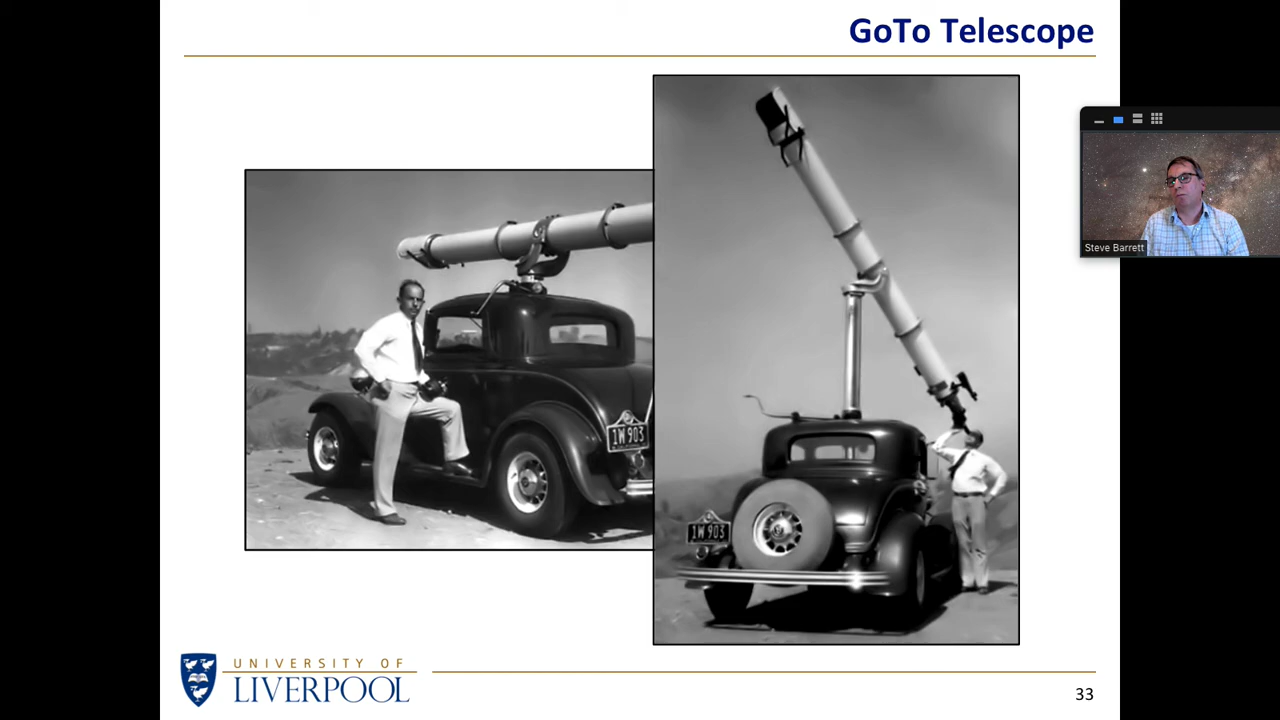 GoTo Telescope
Steve Barrett
1W 903
1W 903
UNIVERSITY OF
LIVERPOOL
33